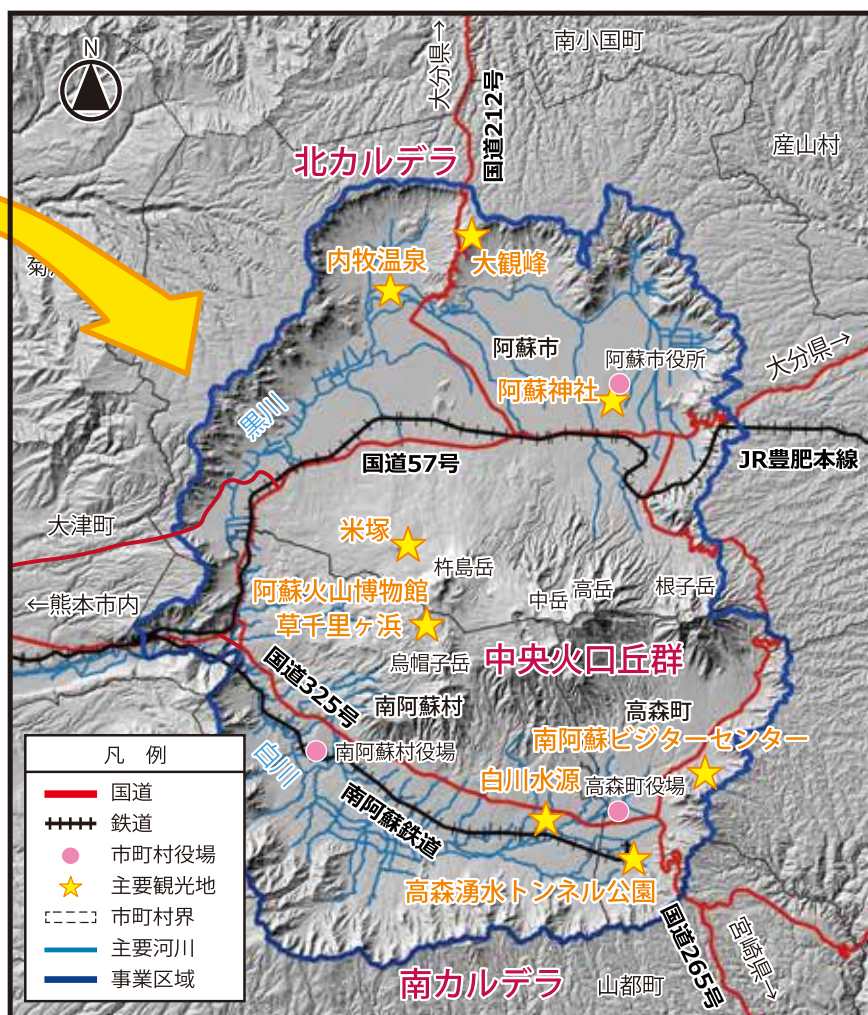 N
大分県→
南小国町
国道212号
産山村
北カルデラ
菊
内牧温泉
大観峰
阿蘇市
阿蘇市役所
大分県→
阿蘇神社
黒川
国道57号
JR豊肥本線
大津町
米塚
杵島岳
阿蘇火山博物館
中岳
高岳
根子岳
←熊本市内
草千里ヶ浜
烏帽子岳
中央火口丘群
国道325号
南阿蘇村
高森町
南阿蘇ビジターセンター
白川
南阿蘇村役場
白川水源
高森町役場
南阿蘇鉄道
高森湧水トンネル公園
国道265号
宮崎県→
南カルデラ
山都町
凡 例
国道
鉄道
市町村役場
主要観光地
市町村界
主要河川
事業区域